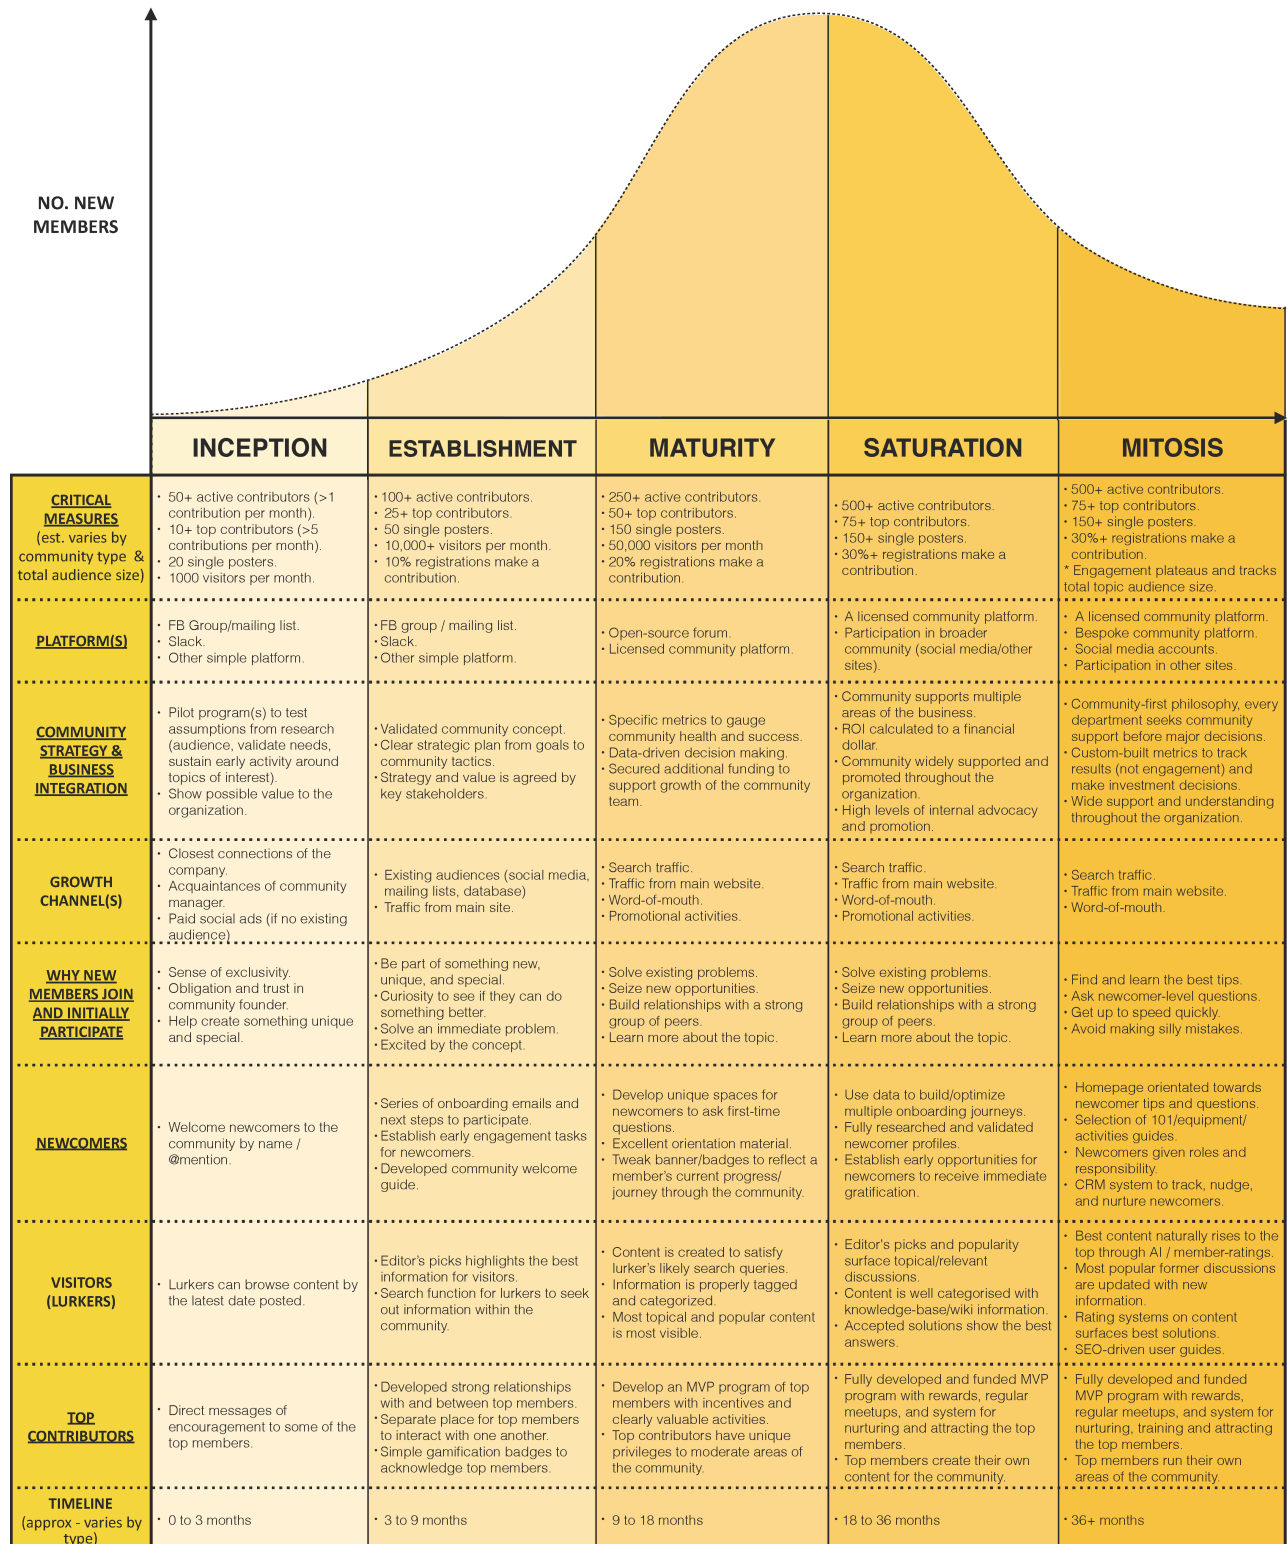 NO. NEW
MEMBERS
INCEPTION
ESTABLISHMENT
MATURITY
SATURATION
MITOSIS
CRITICAL
MEASURES
(est. varies by
community type &
total audience size)
• 50+ active contributors (>1
contribution per month).
• 10+ top contributors (>5
contributions per month).
• 20 single posters.
• 1000 visitors per month.
• 100+ active contributors.
• 25+ top contributors.
• 50 single posters.
• 10,000+ visitors per month.
• 10% registrations make a
contribution.
• 250+ active contributors.
• 50+ top contributors.
• 150 single posters.
• 50,000 visitors per month
• 20% registrations make a
contribution.
• 500+ active contributors.
• 75+ top contributors.
• 150+ single posters.
• 30%+ registrations make a
contribution.
• 500+ active contributors.
• 75+ top contributors.
• 150+ single posters.
• 30%+ registrations make a
contribution.
* Engagement plateaus and tracks
total topic audience size.
PLATFORM(S)
• FB Group/mailing list.
• Slack.
• Other simple platform.
• FB group / mailing list.
• Slack.
• Other simple platform.
• Open-source forum.
• Licensed community platform.
• A licensed community platform.
• Participation in broader
community (social media/other
sites).
• A licensed community platform.
• Bespoke community platform.
• Social media accounts.
• Participation in other sites.
COMMUNITY
STRATEGY &
BUSINESS
INTEGRATION
• Pilot program(s) to test
assumptions from research
(audience, validate needs,
sustain early activity around
topics of interest).
• Show possible value to the
organization.
• Validated community concept.
• Clear strategic plan from goals to
community tactics.
• Strategy and value is agreed by
key stakeholders.
• Specific metrics to gauge
community health and success.
• Data-driven decision making.
• Secured additional funding to
support growth of the community
team.
• Community supports multiple
areas of the business.
• ROI calculated to a financial
dollar.
• Community widely supported and
promoted throughout the
organization.
• High levels of internal advocacy
and promotion.
• Community-first philosophy, every
department seeks community
support before major decisions.
• Custom-built metrics to track
results (not engagement) and
make investment decisions.
• Wide support and understanding
throughout the organization.
GROWTH
CHANNEL(S)
• Closest connections of the
company.
• Acquaintances of community
manager.
• Paid social ads (if no existing
audience)
• Existing audiences (social media,
mailing lists, database)
• Traffic from main site.
• Search traffic.
• Traffic from main website.
• Word-of-mouth.
• Promotional activities.
• Search traffic.
• Traffic from main website.
• Word-of-mouth.
• Promotional activities.
• Search traffic.
• Traffic from main website.
• Word-of-mouth.
WHY NEW
MEMBERS JOIN
AND INITIALLY
PARTICIPATE
• Sense of exclusivity.
• Obligation and trust in
community founder.
• Help create something unique
and special.
• Be part of something new,
unique, and special.
• Curiosity to see if they can do
something better.
• Solve an immediate problem.
• Excited by the concept.
• Solve existing problems.
• Seize new opportunities.
• Build relationships with a strong
group of peers.
• Learn more about the topic.
• Solve existing problems.
• Seize new opportunities.
• Build relationships with a strong
group of peers.
• Learn more about the topic.
• Find and learn the best tips.
• Ask newcomer-level questions.
• Get up to speed quickly.
• Avoid making silly mistakes.
NEWCOMERS
• Welcome newcomers to the
community by name /
@mention.
• Series of onboarding emails and
next steps to participate.
• Establish early engagement tasks
for newcomers.
• Developed community welcome
guide.
• Develop unique spaces for
newcomers to ask first-time
questions.
• Excellent orientation material.
• Tweak banner/badges to reflect a
member's current progress/
journey through the community.
• Use data to build/optimize
multiple onboarding journeys.
• Fully researched and validated
newcomer profiles.
• Establish early opportunities for
newcomers to receive immediate
gratification.
• Homepage orientated towards
newcomer tips and questions.
• Selection of 101/equipment/
activities guides.
• Newcomers given roles and
responsibility.
• CRM system to track, nudge,
and nurture newcomers.
VISITORS
(LURKERS)
• Lurkers can browse content by
the latest date posted.
• Editor's picks highlights the best
information for visitors.
• Search function for lurkers to seek
out information within the
community.
• Content is created to satisfy
lurker's likely search queries.
• Information is properly tagged
and categorized.
• Most topical and popular content
is most visible.
• Editor's picks and popularity
surface topical/relevant
discussions.
• Content is well categorised with
knowledge-base/wiki information.
• Accepted solutions show the best
answers.
• Best content naturally rises to the
top through AI / member-ratings.
• Most popular former discussions
are updated with new
information.
• Rating systems on content
surfaces best solutions.
• SEO-driven user guides.
TOP
CONTRIBUTORS
• Direct messages of
encouragement to some of the
top members.
• Developed strong relationships
with and between top members.
• Separate place for top members
to interact with one another.
• Simple gamification badges to
acknowledge top members.
• Develop an MVP program of top
members with incentives and
clearly valuable activities.
• Top contributors have unique
privileges to moderate areas of
the community.
• Fully developed and funded MVP
program with rewards, regular
meetups, and system for
nurturing and attracting the top
members.
• Top members create their own
content for the community.
• Fully developed and funded
MVP program with rewards,
regular meetups, and system for
nurturing, training and attracting
the top members.
• Top members run their own
areas of the community.
TIMELINE
(approx - varies by
type)
• 0 to 3 months
• 3 to 9 months
• 9 to 18 months
• 18 to 36 months
• 36+ months